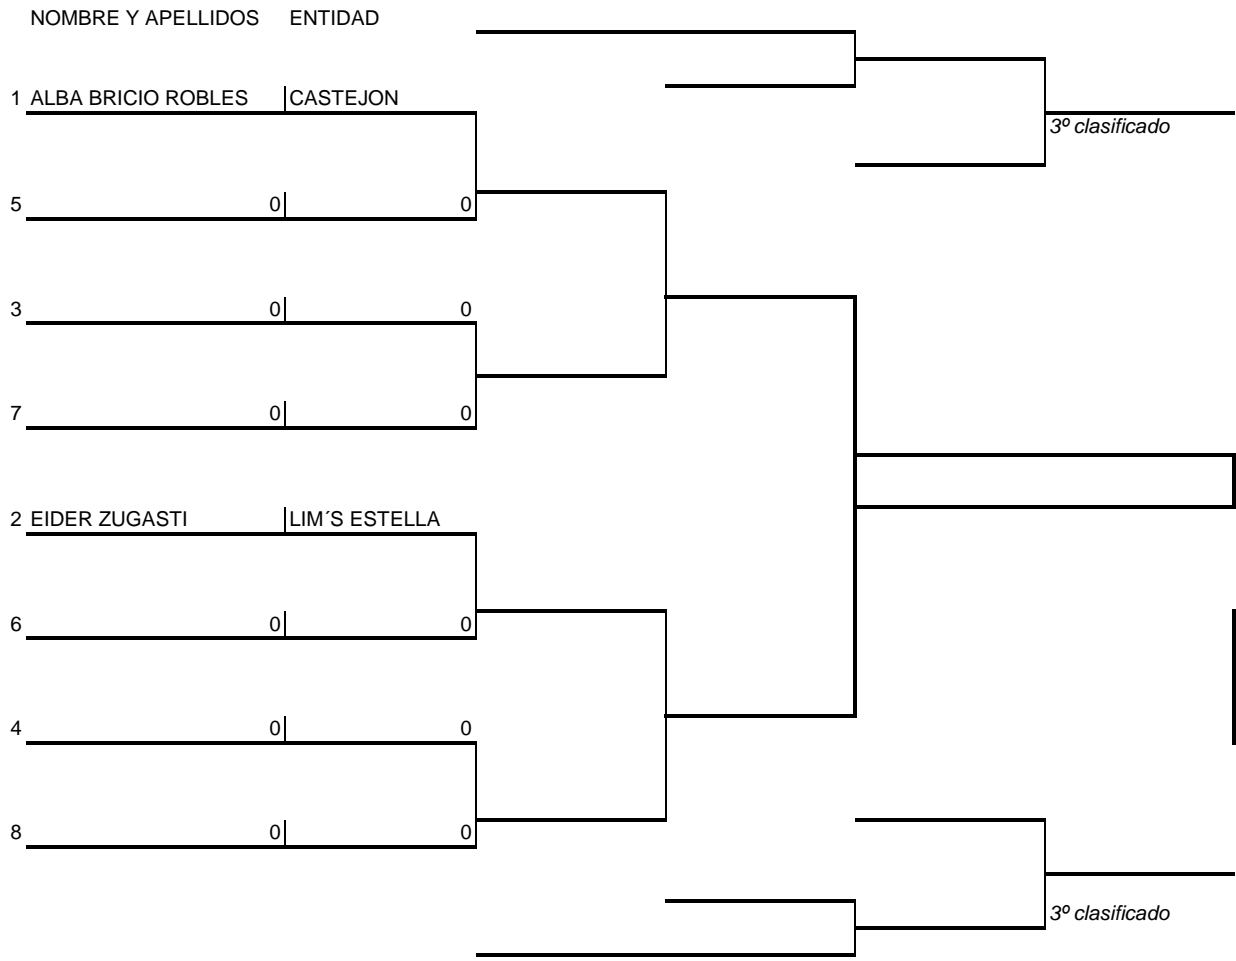 NOMBRE Y APELLIDOS ENTIDAD
1 ALBA BRICIO ROBLES CASTEJON
3º clasificado
5 0 0
3 0 0
7 0 0
2 EIDER ZUGASTI LIM´S ESTELLA
6 0 0
4 0 0
8 0 0
3º clasificado